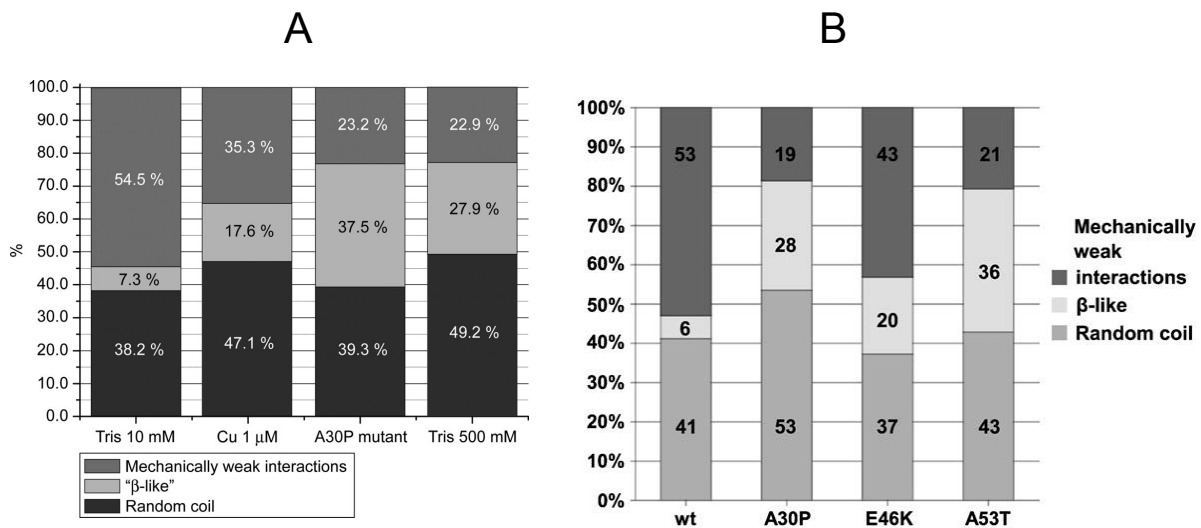 A
B
100.0
90.0
80.0
70.0
60.0
50.0
40.0
30.0
20.0
10.0
0.0
%
54.5 %
7.3 %
38.2 %
35.3 %
17.6 %
47.1 %
23.2 %
37.5 %
39.3 %
22.9 %
27.9 %
49.2 %
Tris 10 mM
Cu 1 μM
A30P mutant
Tris 500 mM
Mechanically weak interactions
“β-like”
Random coil
100%
90%
80%
70%
60%
50%
40%
30%
20%
10%
0%
53
6
41
19
28
53
43
20
37
21
36
43
wt
A30P
E46K
A53T
Mechanically
weak
interactions
β-like
Random coil